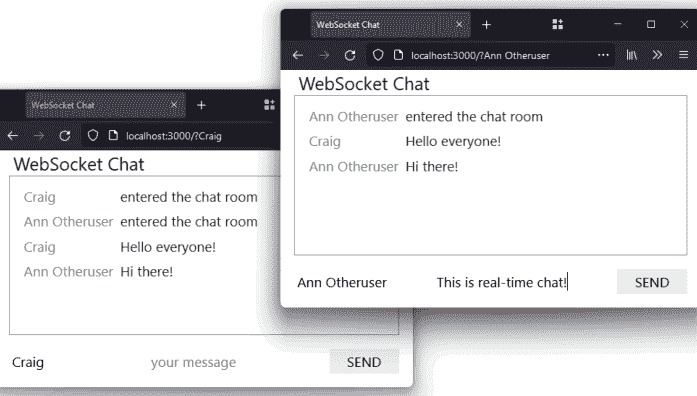 WebSocket Chat
localhost:3000/?Craig
WebSocket Chat
Craig entered the chat room
Ann Otheruser entered the chat room
Craig Hello everyone!
Ann Otheruser Hi there!
Craig your message SEND
WebSocket Chat
localhost:3000/?Ann Otheruser
WebSocket Chat
Ann Otheruser entered the chat room
Craig Hello everyone!
Ann Otheruser Hi there!
Ann Otheruser This is real-time chat! SEND